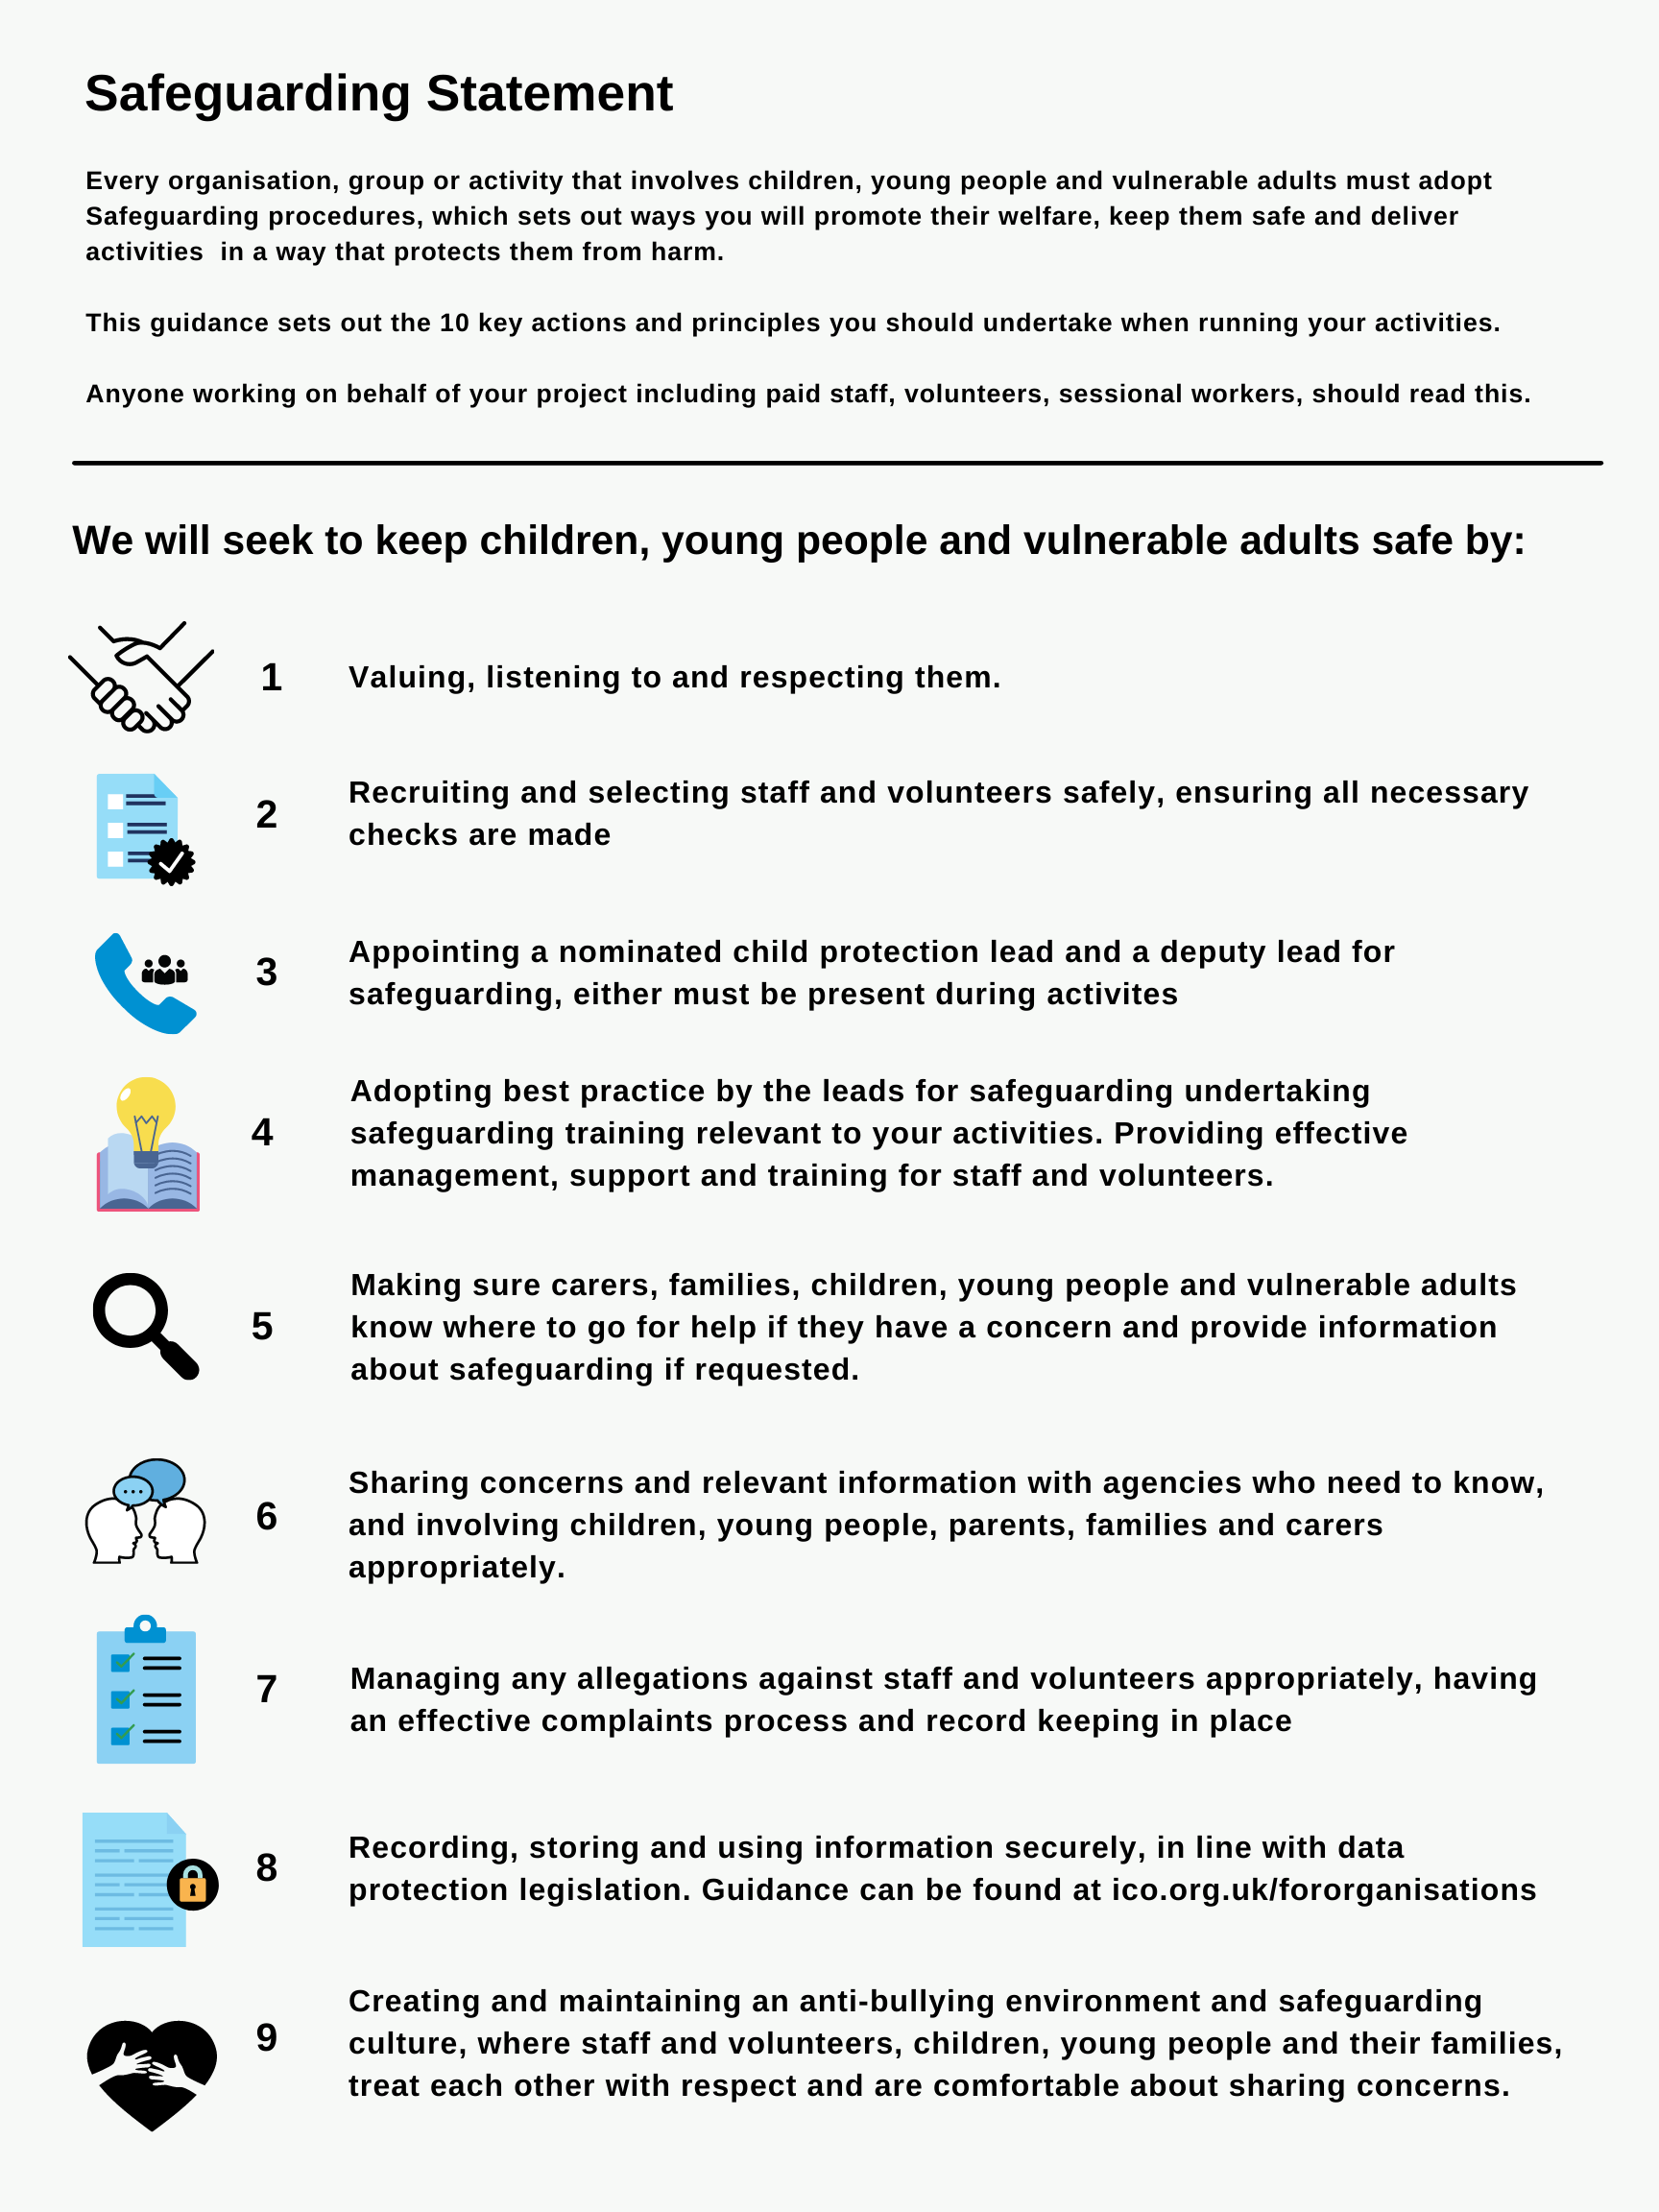 Safeguarding Statement
Every organisation, group or activity that involves children, young people and vulnerable adults must adopt
Safeguarding procedures, which sets out ways you will promote their welfare, keep them safe and deliver
activities  in a way that protects them from harm.
This guidance sets out the 10 key actions and principles you should undertake when running your activities.
Anyone working on behalf of your project including paid staff, volunteers, sessional workers, should read this.
We will seek to keep children, young people and vulnerable adults safe by:
1 Valuing, listening to and respecting them.
2 Recruiting and selecting staff and volunteers safely, ensuring all necessary
checks are made
3 Appointing a nominated child protection lead and a deputy lead for
safeguarding, either must be present during activites
4 Adopting best practice by the leads for safeguarding undertaking
safeguarding training relevant to your activities. Providing effective
management, support and training for staff and volunteers.
5 Making sure carers, families, children, young people and vulnerable adults
know where to go for help if they have a concern and provide information
about safeguarding if requested.
6 Sharing concerns and relevant information with agencies who need to know,
and involving children, young people, parents, families and carers
appropriately.
7 Managing any allegations against staff and volunteers appropriately, having
an effective complaints process and record keeping in place
8 Recording, storing and using information securely, in line with data
protection legislation. Guidance can be found at ico.org.uk/fororganisations
9 Creating and maintaining an anti-bullying environment and safeguarding
culture, where staff and volunteers, children, young people and their families,
treat each other with respect and are comfortable about sharing concerns.